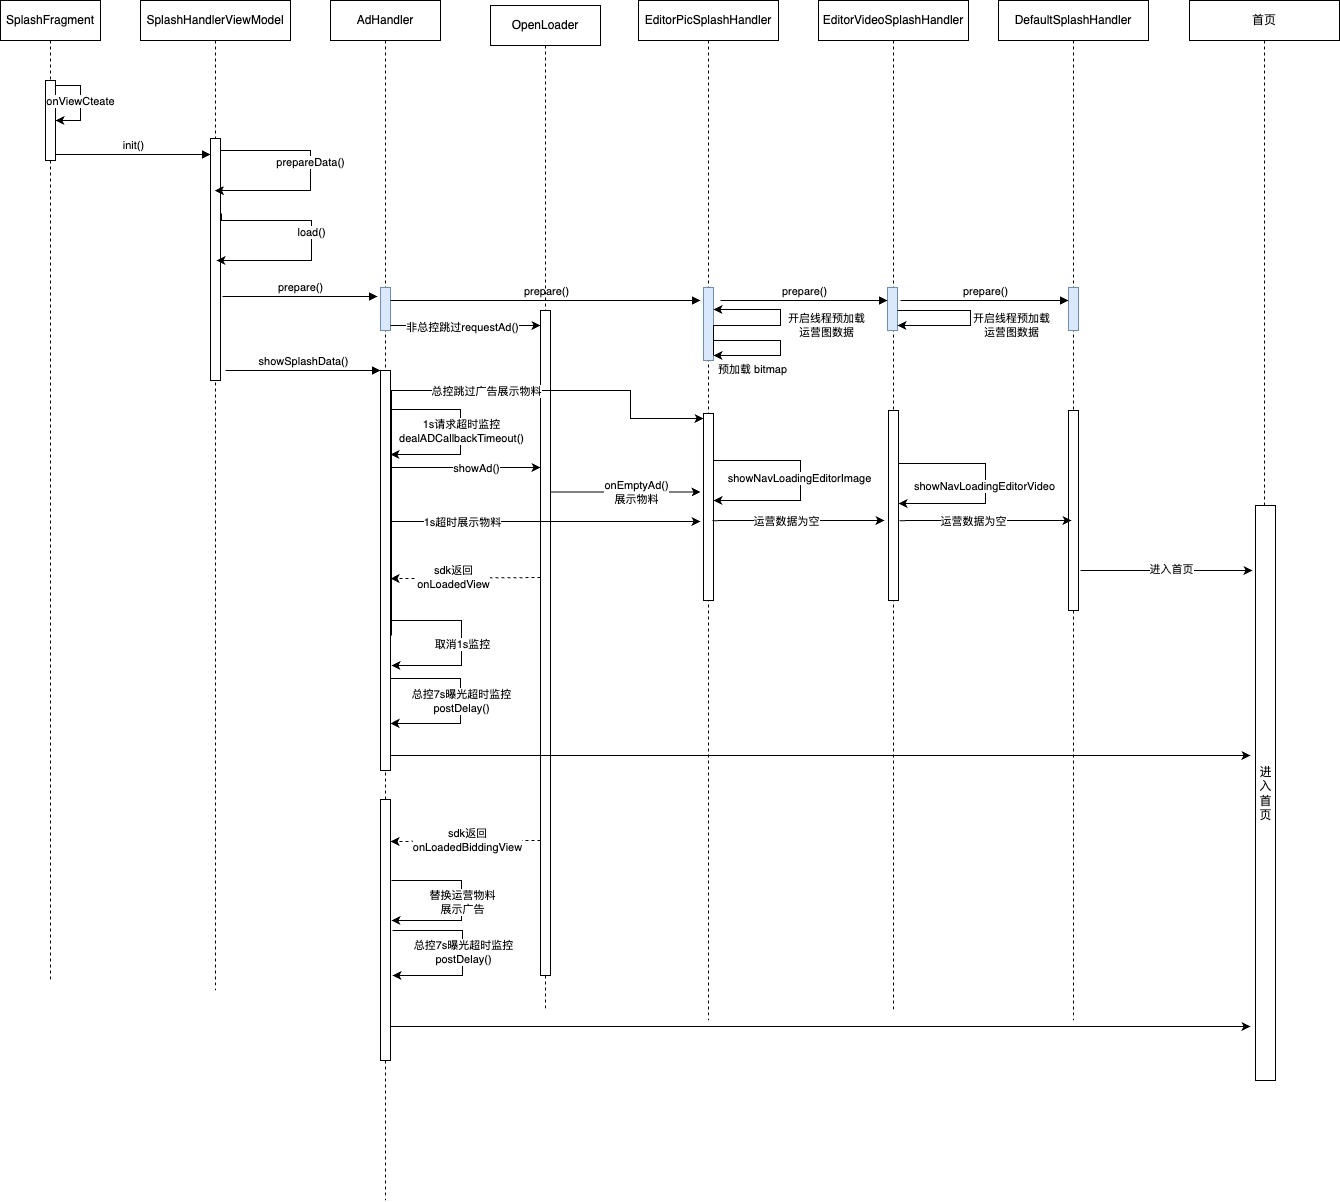 SplashFragment
SplashHandlerViewModel
AdHandler
OpenLoader
EditorPicSplashHandler
EditorVideoSplashHandler
DefaultSplashHandler
首页
onViewCteate
init()
prepareData()
load()
prepare()
prepare()
prepare()
prepare()
非总控跳过requestAd()
开启线程预加载
运营图数据
开启线程预加载
运营图数据
预加载 bitmap
showSplashData()
总控跳过广告展示物料
1s请求超时监控
dealADCallbackTimeout()
showAd()
onEmptyAd()
展示物料
showNavLoadingEditorImage
showNavLoadingEditorVideo
1s超时展示物料
运营数据为空
运营数据为空
sdk返回
onLoadedView
进入首页
取消1s监控
总控7s曝光超时监控
postDelay()
进
入
首
页
sdk返回
onLoadedBiddingView
替换运营物料
展示广告
总控7s曝光超时监控
postDelay()